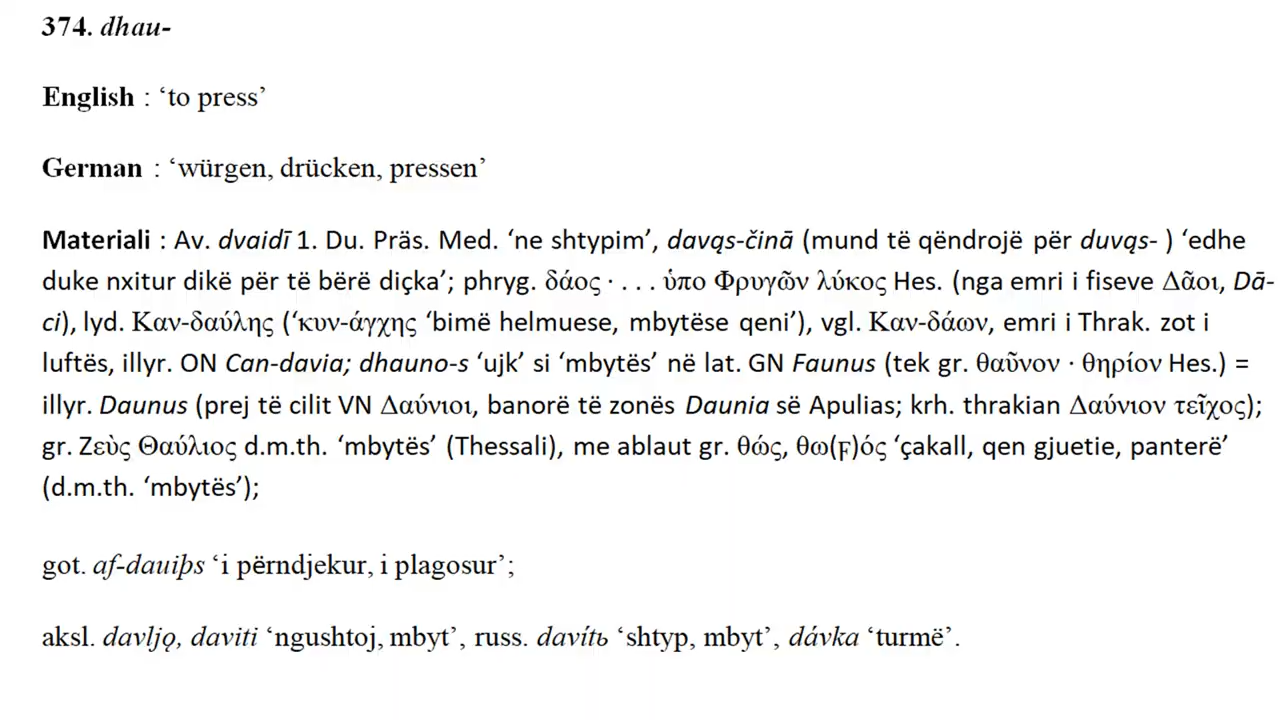 374. dhau-
English : ‘to press’
German : ‘würgen, drücken, pressen’
Materiali : Av. dvaidī 1. Du. Präs. Med. ‘ne shtypim’, davąs-činā (mund të qëndrojë për duvąs- ) ‘edhe
duke nxitur dikë për të bërë diçka’; phryg. δάος · . . . ὑπο Φρυγῶν λύκος Hes. (nga emri i fiseve Δᾶοι, Dā-
ci), lyd. Καν-δαύλης (‘κυν-άγχης ‘bimë helmuese, mbytëse qeni’), vgl. Καν-δάων, emri i Thrak. zot i
luftës, illyr. ON Can-davia; dhauno-s ‘ujk’ si ‘mbytës’ në lat. GN Faunus (tek gr. θαῦνον · θηρίον Hes.) =
illyr. Daunus (prej të cilit VN Δαύνιοι, banorë të zonës Daunia së Apulias; krh. thrakian Δαύνιον τεῖχος);
gr. Ζεὺς Θαύλιος d.m.th. ‘mbytës’ (Thessali), me ablaut gr. θώς, θω(ϝ)ός ‘çakall, qen gjuetie, panterë’
(d.m.th. ‘mbytës’);
got. af-dauiþs ‘i përndjekur, i plagosur’;
aksl. davljǫ, daviti ‘ngushtoj, mbyt’, russ. davítь ‘shtyp, mbyt’, dávka ‘turmë’.